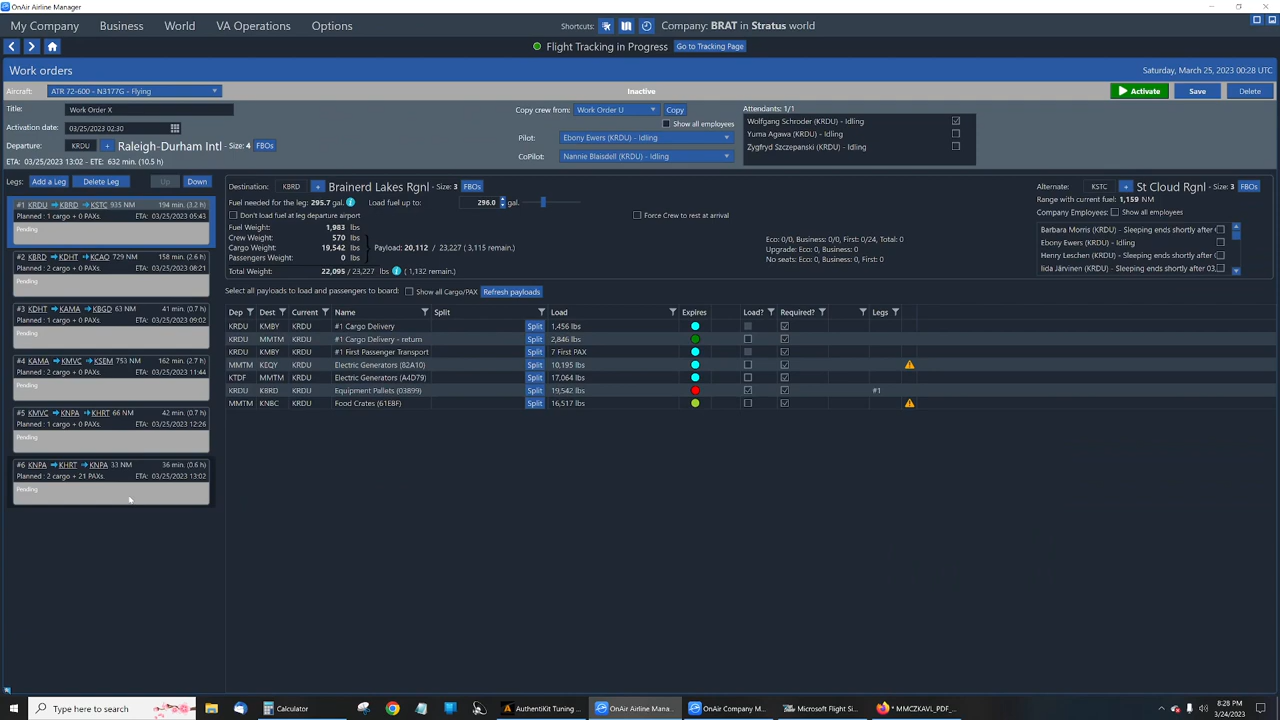 OnAir Airline Manager
My Company Business World VA Operations Options Shortcuts: Company: BRAT in Stratus world
Flight Tracking in Progress Go to Tracking Page
Work orders Saturday, March 25, 2023 00:28 UTC
Aircraft: ATR 72-600 - N3177G - Flying Inactive Activate Save Delete
Title: Work Order X Copy crew from: Work Order U Copy Attendants: 1/1
Show all employees Wolfgang Schroder (KRDU) - Idling
Activation date: 03/25/2023 02:30 Pilot: Ebony Ewers (KRDU) - Idling Yuma Agawa (KRDU) - Idling
Departure: KRDU + Raleigh-Durham Intl - Size: 4 FBOs CoPilot: Nannie Blaisdell (KRDU) - Idling Zygfryd Szczepanski (KRDU) - Idling
ETA: 03/25/2023 13:02 - ETE: 632 min. (10.5 h)
Legs: Add a Leg Delete Leg Up Down
#1 KRDU KBRD KSTC 935 NM 194 min. (3.2 h)
Planned : 1 cargo + 0 PAXs. ETA: 03/25/2023 05:43
Pending
#2 KBRD KDHT KCAO 729 NM 158 min. (2.6 h)
Planned : 2 cargo + 0 PAXs. ETA: 03/25/2023 08:21
Pending
#3 KDHT KAMA KBGD 63 NM 41 min. (0.7 h)
Planned : 1 cargo + 0 PAXs. ETA: 03/25/2023 09:02
Pending
#4 KAMA KMVC KSEM 753 NM 162 min. (2.7 h)
Planned : 1 cargo + 0 PAXs. ETA: 03/25/2023 11:44
Pending
#5 KMVC KNPA KHRT 66 NM 42 min. (0.7 h)
Planned : 1 cargo + 0 PAXs. ETA: 03/25/2023 12:26
Pending
#6 KNPA KHRT KNPA 33 NM 36 min. (0.6 h)
Planned : 2 cargo + 21 PAXs. ETA: 03/25/2023 13:02
Pending
Destination: KBRD + Brainerd Lakes Rgnl - Size: 3 FBOs
Fuel needed for the leg: 295.7 gal. Load fuel up to: 296.0 gal.
Don't load fuel at leg departure airport Force Crew to rest at arrival
Fuel Weight: 1,983 lbs
Crew Weight: 570 lbs
Cargo Weight: 19,542 lbs Payload: 20,112 / 23,227 ( 3,115 remain.)
Passengers Weight: 0 lbs
Total Weight: 22,095 / 23,227 lbs ( 1,132 remain.)
Eco: 0/0, Business: 0/0, First: 0/24, Total: 0
Upgrade: Eco: 0, Business: 0
No seats: Eco: 0, Business: 0, First: 0
Alternate: KSTC + St Cloud Rgnl - Size: 3 FBOs
Range with current fuel: 1,159 NM
Company Employees: Show all employees
Barbara Morris (KRDU) - Sleeping ends shortly after
Ebony Ewers (KRDU) - Idling
Henry Leschen (KRDU) - Sleeping ends shortly after
Iida Järvinen (KRDU) - Sleeping ends shortly after 03,
Select all payloads to load and passengers to board: Show all Cargo/PAX Refresh payloads
Dep Dest Current Name Split Load Expires Load? Required? Legs
KRDU KMBY KRDU #1 Cargo Delivery Split 1,456 lbs
KRDU MMTM KRDU #1 Cargo Delivery - return Split 2,846 lbs
KRDU KMBY KRDU #1 First Passenger Transport Split 7 First PAX
MMTM KEQY KRDU Electric Generators (82A10) Split 10,195 lbs
KTDF KRDU KRDU Electric Generators (A4D79) Split 17,064 lbs
KRDU KBRD KRDU Equipment Pallets (03B99) Split 19,542 lbs #1
MMTM KNBC KRDU Food Crates (61EBF) Split 16,517 lbs
Type here to search Calculator AuthentiKit Tuning ... OnAir Airline Mana... OnAir Company M... Microsoft Flight Si... *MMCZKAVL_PDF_... 8:28 PM
3/24/2023